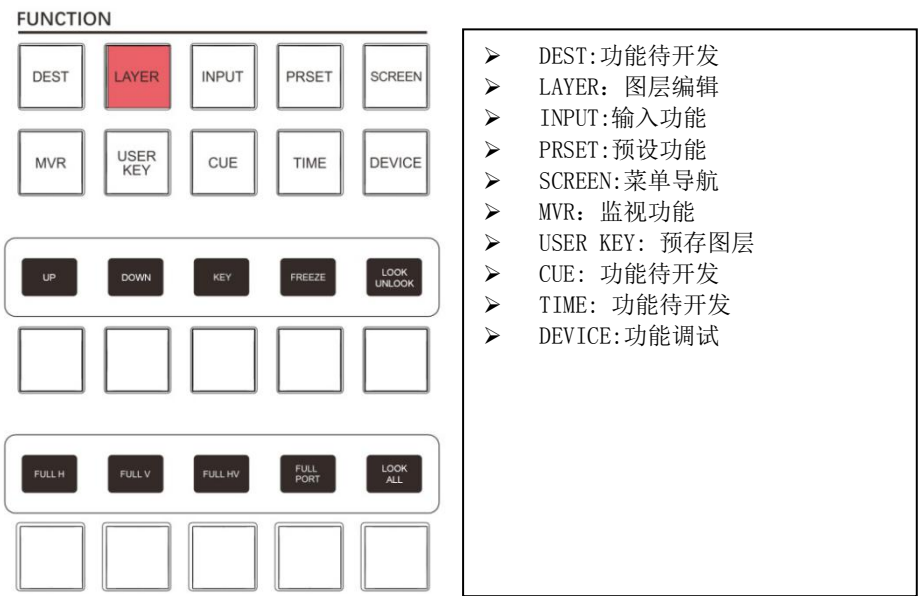 FUNCTION
DEST LAYER INPUT PRSET SCREEN
MVR USER KEY CUE TIME DEVICE
UP DOWN KEY FREEZE LOOK UNLOOK
FULL H FULL V FULL HV FULL PORT LOOK ALL
➢ DEST:功能待开发
➢ LAYER：图层编辑
➢ INPUT:输入功能
➢ PRSET:预设功能
➢ SCREEN:菜单导航
➢ MVR：监视功能
➢ USER KEY: 预存图层
➢ CUE: 功能待开发
➢ TIME: 功能待开发
➢ DEVICE:功能调试